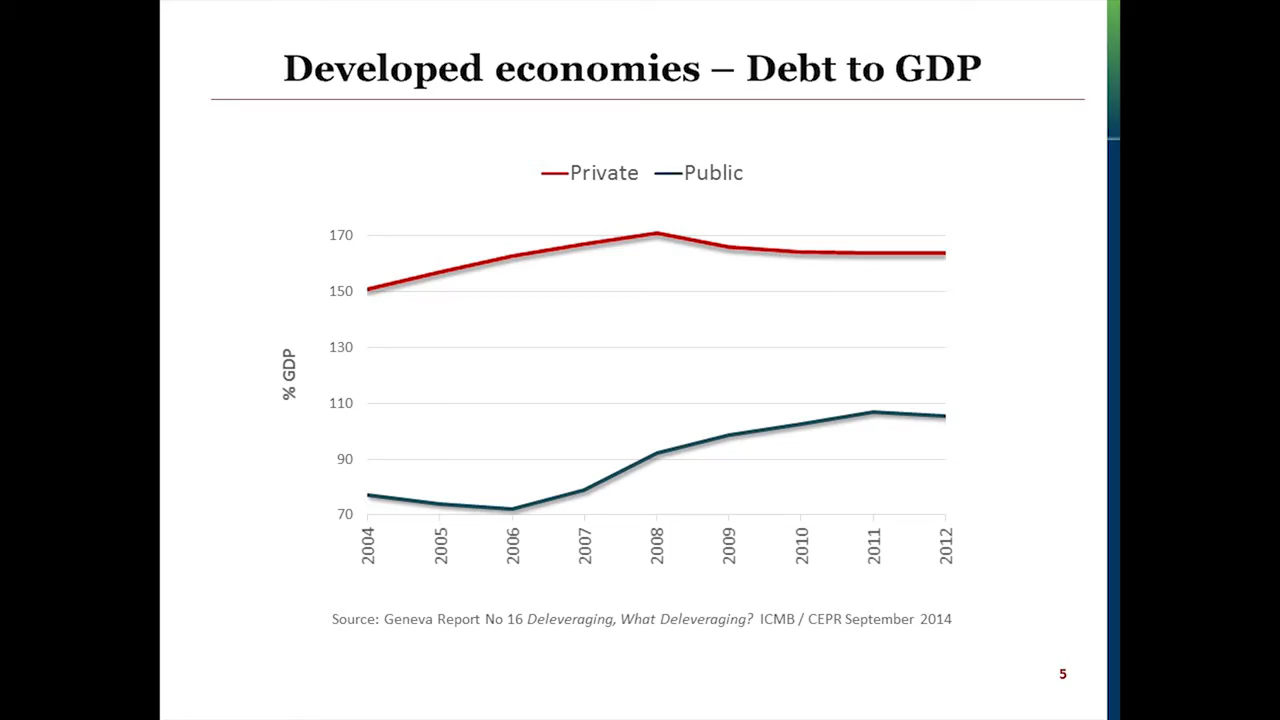 Developed economies – Debt to GDP
Private Public
170
150
130
110
90
70
% GDP
2004 2005 2006 2007 2008 2009 2010 2011 2012
Source: Geneva Report No 16 Deleveraging, What Deleveraging? ICMB / CEPR September 2014
5